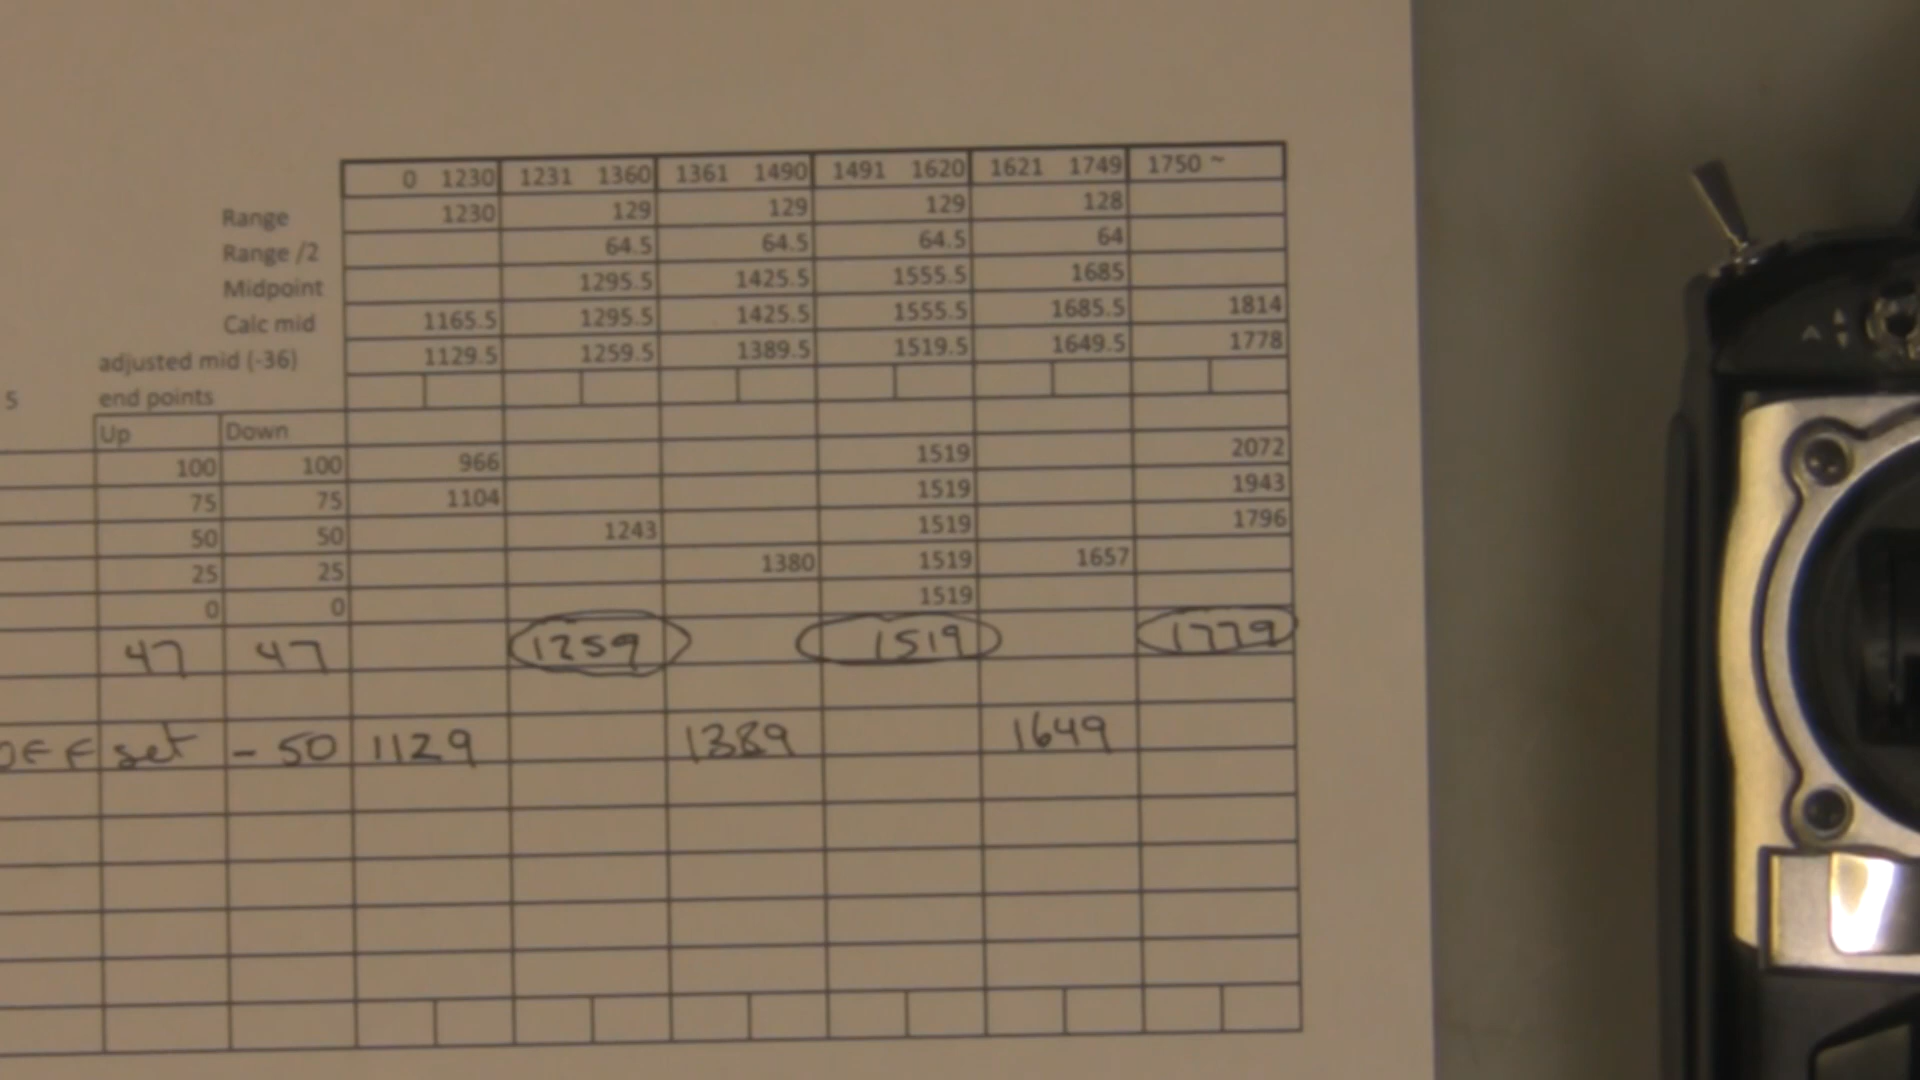 0 1230 1231 1360 1361 1490 1491 1620 1621 1749 1750 ~
Range 1230 129 129 129 128
Range /2 64.5 64.5 64.5 64
Midpoint 1295.5 1425.5 1555.5 1685
Calc mid 1165.5 1295.5 1425.5 1555.5 1685.5 1814
adjusted mid (-36) 1129.5 1259.5 1389.5 1519.5 1649.5 1778
5 end points
Up Down
100 100 966 1519 2072
75 75 1104 1519 1943
50 50 1243 1519 1796
25 25 1380 1519 1657
0 0 1519
47 47 1259 1519 1779
OFFset -50 1129 1389 1649